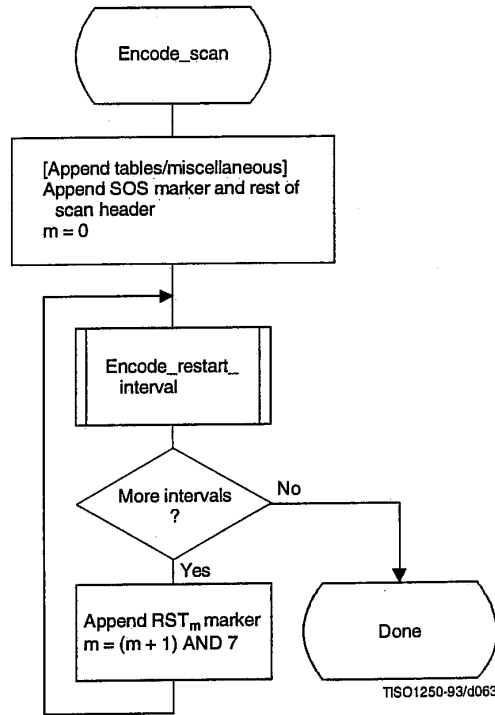 Encode_scan
[Append tables/miscellaneous]
Append SOS marker and rest of
scan header
m = 0
Encode_restart_
interval
More intervals
?
No
Yes
Append RSTm marker
m = (m + 1) AND 7
Done
TISO1250-93/d063